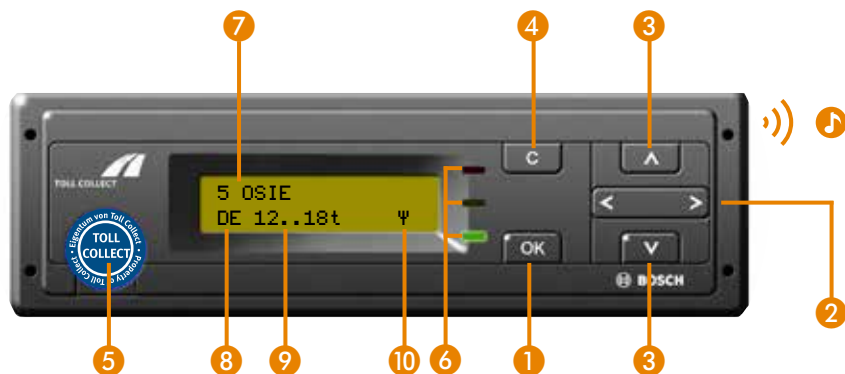 7
4
3
C
∧
TOLL COLLECT
5 OSIE
DE 12..18t Ψ
< >
Eigentum von Toll Collect • Property of Toll Collect •
TOLL
COLLECT
OK
∨
BOSCH
2
5
8
9
10
6
1
3